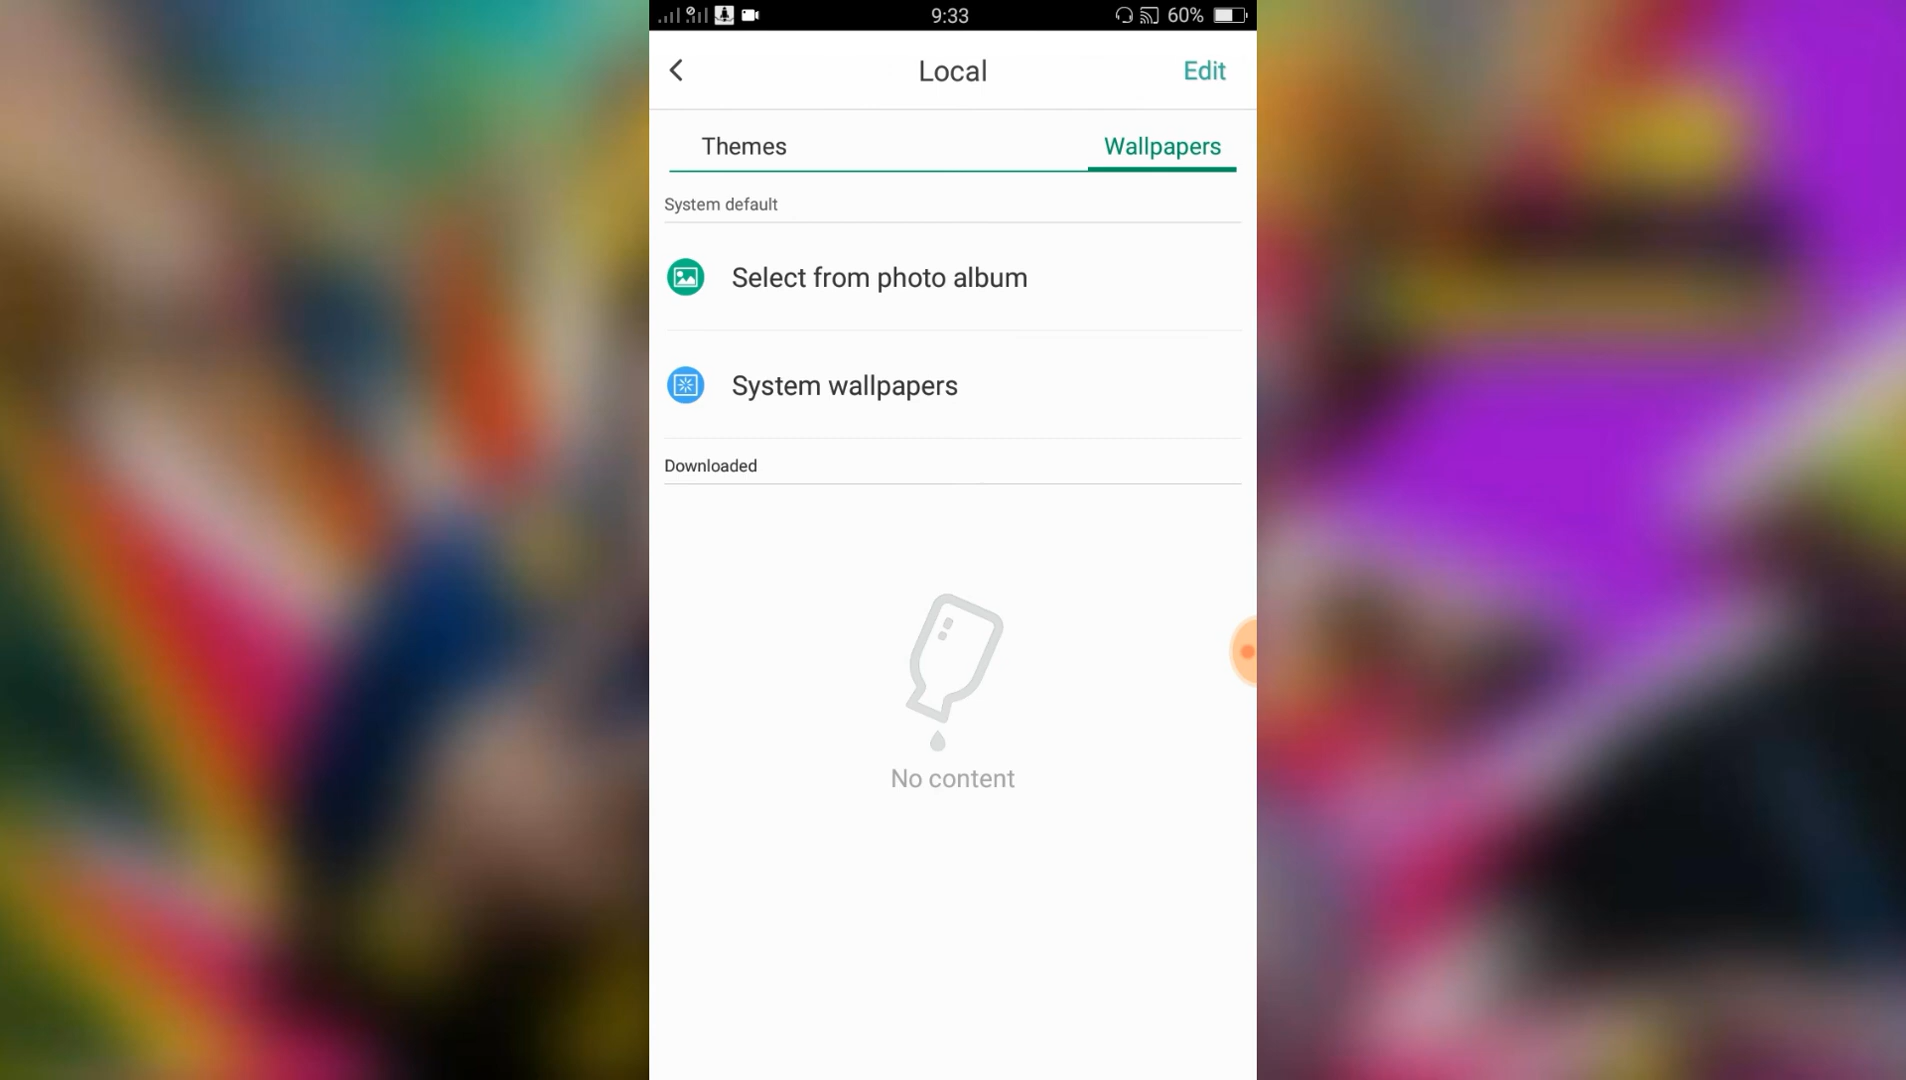 9:33
60%
Local
Edit
Themes
Wallpapers
System default
Select from photo album
System wallpapers
Downloaded
No content